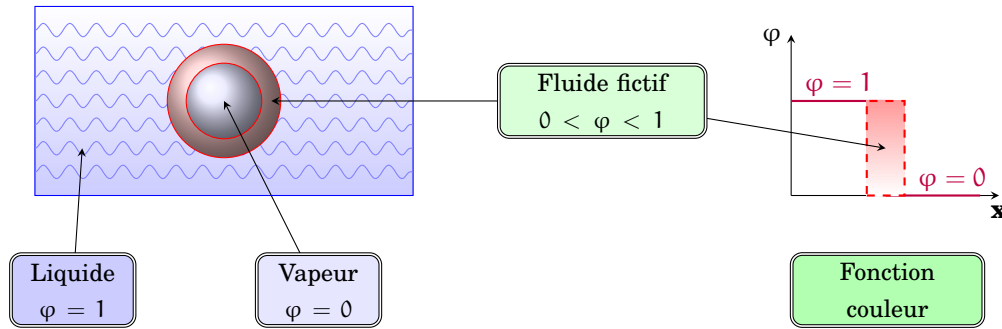 φ
Fluide fictif
0 < φ < 1
φ = 1
φ = 0
x
Liquide
φ = 1
Vapeur
φ = 0
Fonction
couleur